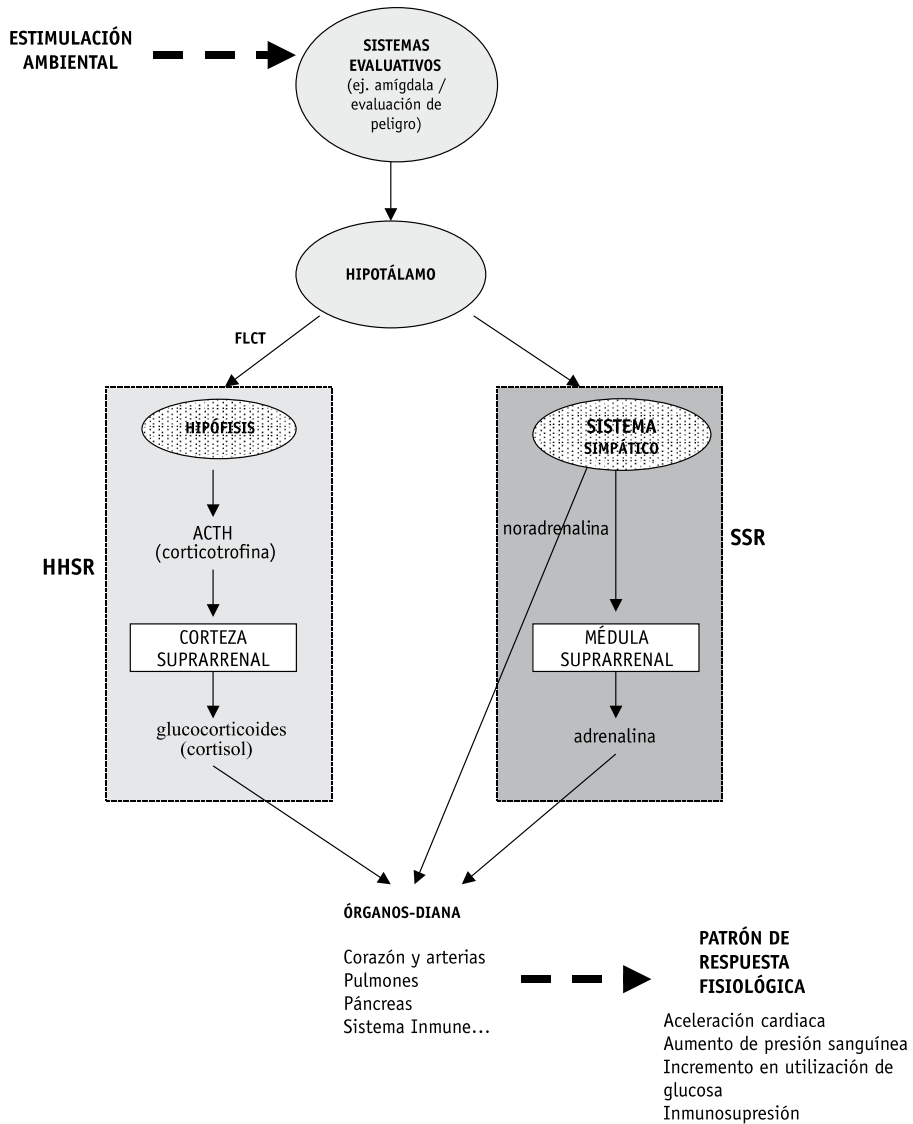 ESTIMULACIÓN
AMBIENTAL
SISTEMAS
EVALUATIVOS
(ej. amígdala /
evaluación de
peligro)
HIPOTÁLAMO
FLCT
HIPÓFISIS
ACTH
(corticotrofina)
HHSR
CORTEZA
SUPRARRENAL
glucocorticoides
(cortisol)
SISTEMA
SIMPÁTICO
noradrenalina
SSR
MÉDULA
SUPRARRENAL
adrenalina
ÓRGANOS-DIANA
Corazón y arterias
Pulmones
Páncreas
Sistema Inmune...
PATRÓN DE
RESPUESTA
FISIOLÓGICA
Aceleración cardiaca
Aumento de presión sanguínea
Incremento en utilización de
glucosa
Inmunosupresión